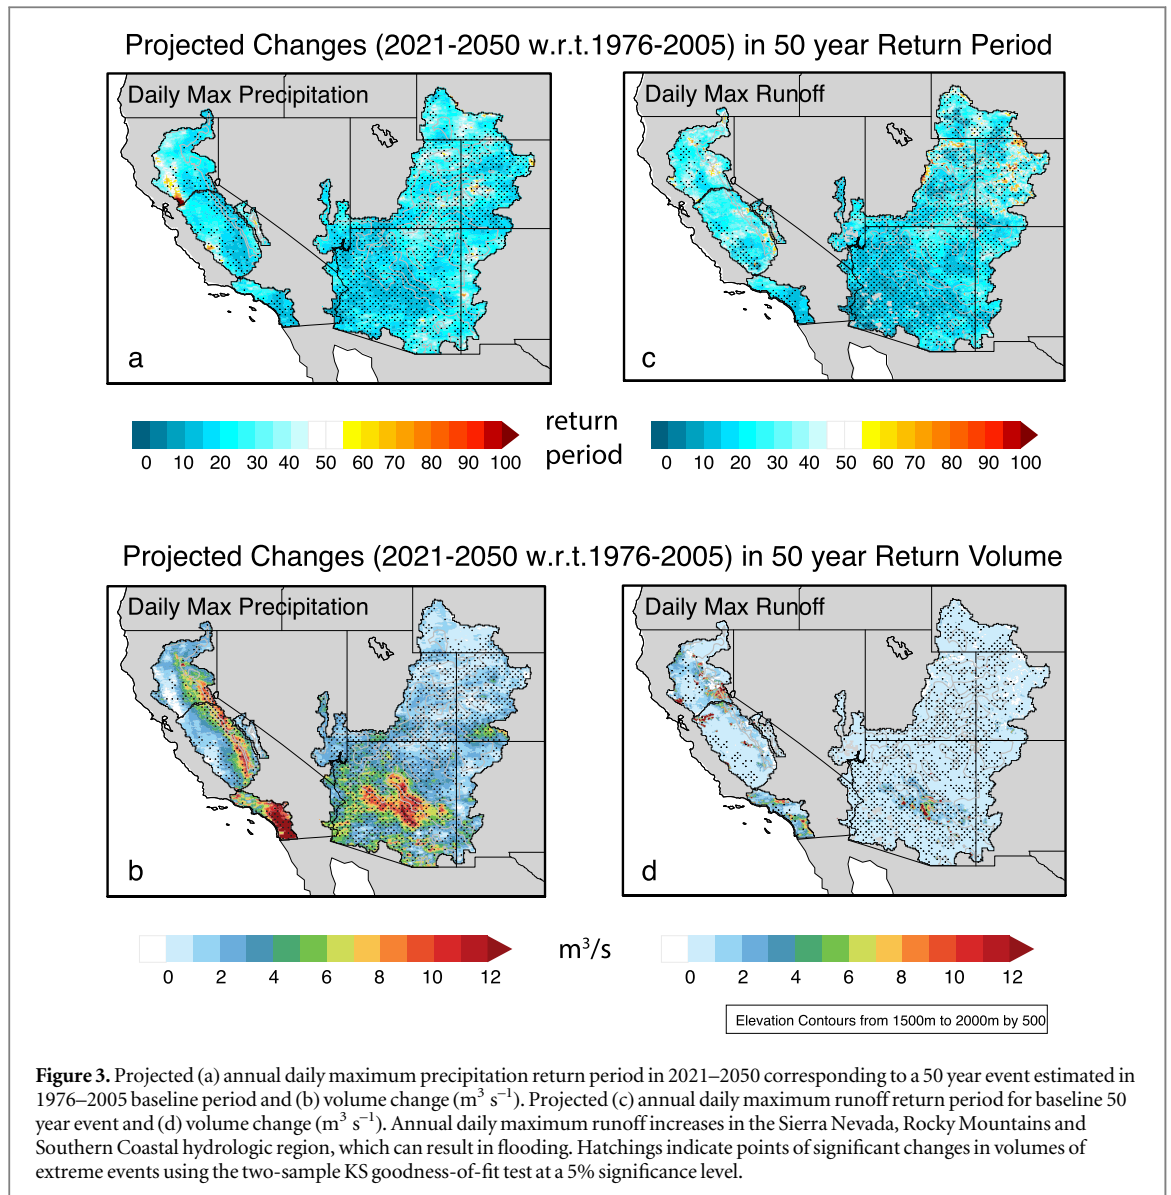 Projected Changes (2021-2050 w.r.t.1976-2005) in 50 year Return Period
Daily Max Precipitation
Daily Max Runoff
a
c
0 10 20 30 40 50 60 70 80 90 100
return
period
0 10 20 30 40 50 60 70 80 90 100
Projected Changes (2021-2050 w.r.t.1976-2005) in 50 year Return Volume
Daily Max Precipitation
Daily Max Runoff
b
d
0 2 4 6 8 10 12
m³/s
0 2 4 6 8 10 12
Elevation Contours from 1500m to 2000m by 500
Figure 3. Projected (a) annual daily maximum precipitation return period in 2021–2050 corresponding to a 50 year event estimated in
1976–2005 baseline period and (b) volume change (m³ s⁻¹). Projected (c) annual daily maximum runoff return period for baseline 50
year event and (d) volume change (m³ s⁻¹). Annual daily maximum runoff increases in the Sierra Nevada, Rocky Mountains and
Southern Coastal hydrologic region, which can result in flooding. Hatchings indicate points of significant changes in volumes of
extreme events using the two-sample KS goodness-of-fit test at a 5% significance level.